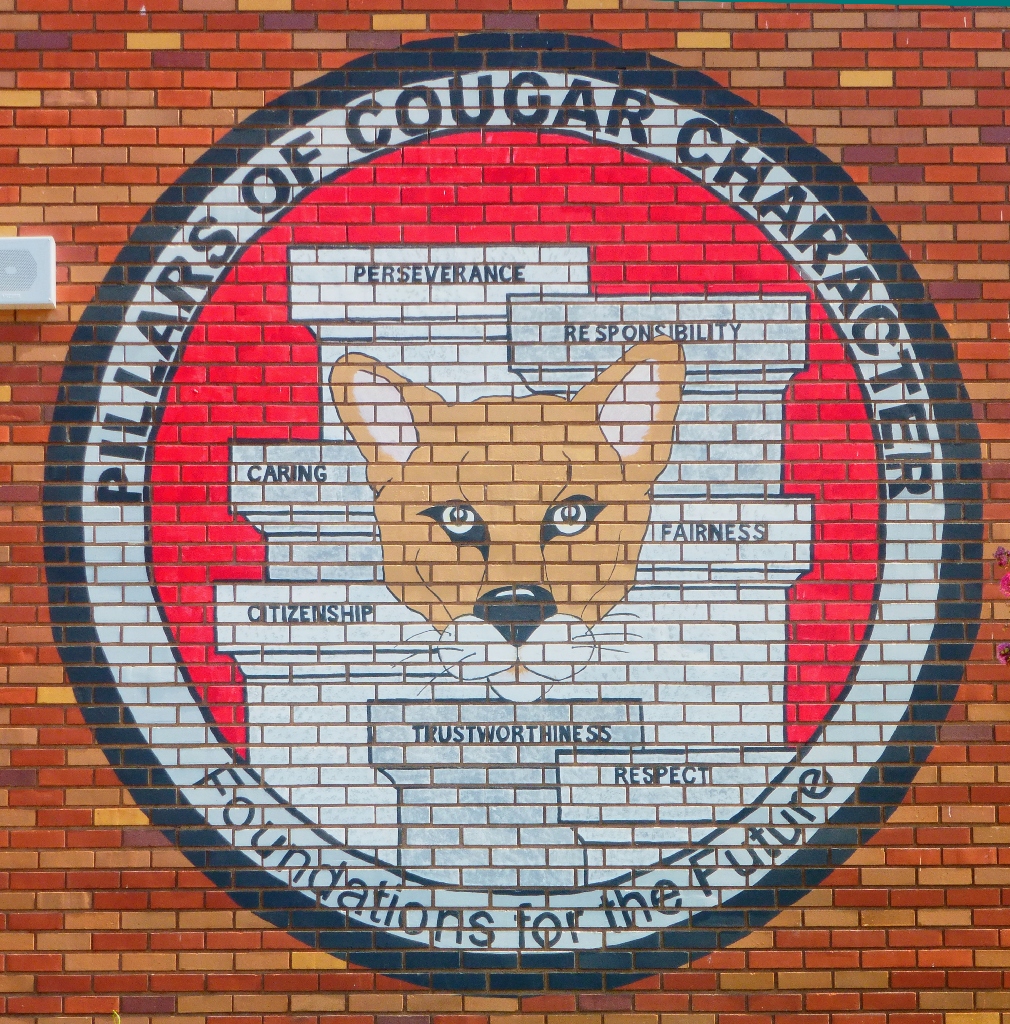 PILLARS OF COUGAR CHARACTER
PERSEVERANCE
RESPONSIBILITY
CARING
FAIRNESS
CITIZENSHIP
TRUSTWORTHINESS
RESPECT
Foundations for the Future